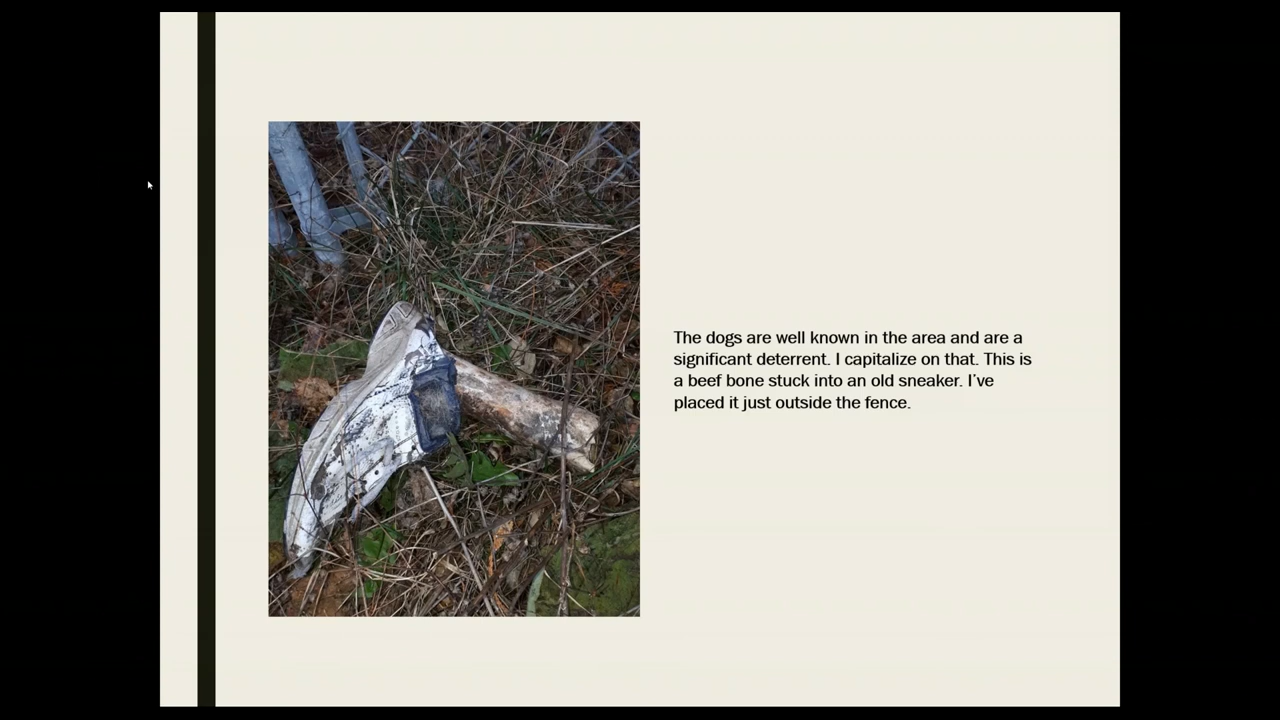 The dogs are well known in the area and are a
significant deterrent. I capitalize on that. This is
a beef bone stuck into an old sneaker. I’ve
placed it just outside the fence.